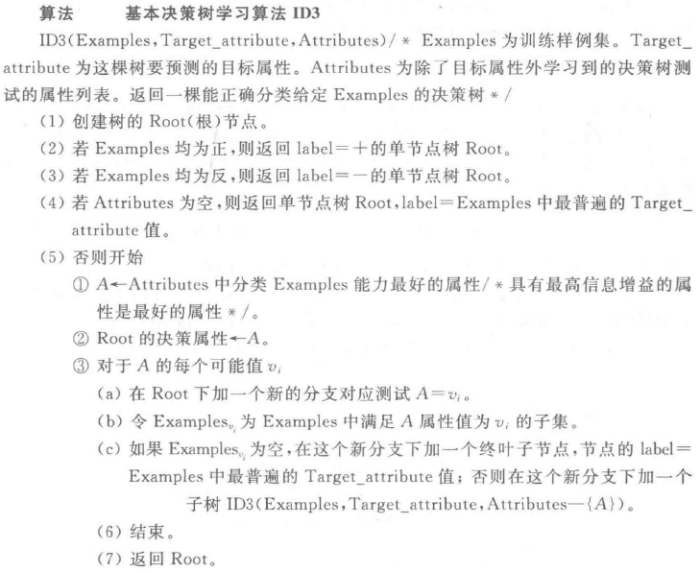 算法 基本决策树学习算法 ID3
ID3(Examples,Target_attribute,Attributes)/* Examples 为训练样例集。Target_
attribute 为这棵树要预测的目标属性。Attributes 为除了目标属性外学习到的决策树测
试的属性列表。返回一棵能正确分类给定 Examples 的决策树 */
(1) 创建树的 Root(根)节点。
(2) 若 Examples 均为正,则返回 label=+的单节点树 Root。
(3) 若 Examples 均为反,则返回 label=-的单节点树 Root。
(4) 若 Attributes 为空,则返回单节点树 Root,label=Examples 中最普遍的 Target_
attribute 值。
(5) 否则开始
① A←Attributes 中分类 Examples 能力最好的属性/* 具有最高信息增益的属
性是最好的属性 */。
② Root 的决策属性←A。
③ 对于 A 的每个可能值 vᵢ
(a) 在 Root 下加一个新的分支对应测试 A=vᵢ。
(b) 令 Examples_vᵢ 为 Examples 中满足 A 属性值为 vᵢ 的子集。
(c) 如果 Examples_vᵢ 为空,在这个新分支下加一个终叶子节点,节点的 label=
Examples 中最普遍的 Target_attribute 值;否则在这个新分支下加一个
子树 ID3(Examples,Target_attribute,Attributes—{A})。
(6) 结束。
(7) 返回 Root。